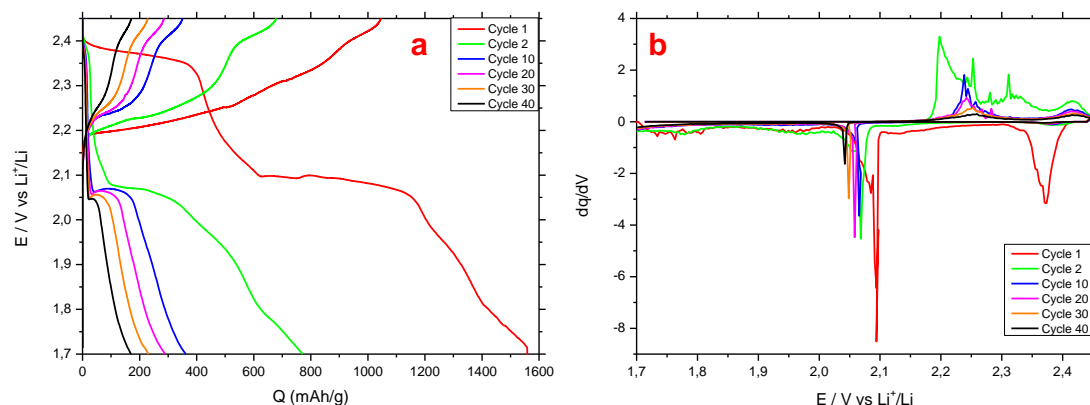 a
Cycle 1
Cycle 2
Cycle 10
Cycle 20
Cycle 30
Cycle 40
2,4
2,3
2,2
2,1
2,0
1,9
1,8
1,7
E / V vs Li⁺/Li
0 200 400 600 800 1000 1200 1400 1600
Q (mAh/g)
b
4
2
0
-2
-4
-6
-8
dq/dV
Cycle 1
Cycle 2
Cycle 10
Cycle 20
Cycle 30
Cycle 40
1,7 1,8 1,9 2,0 2,1 2,2 2,3 2,4
E / V vs Li⁺/Li